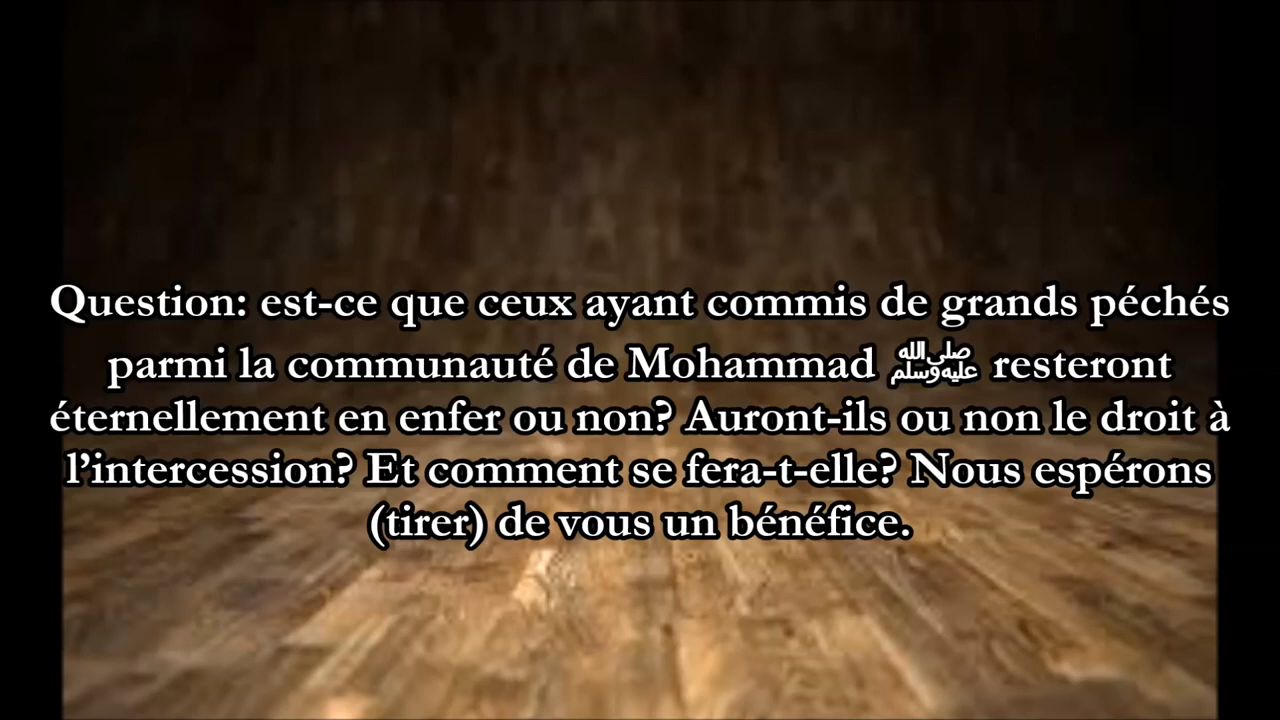 Question: est-ce que ceux ayant commis de grands péchés
parmi la communauté de Mohammad ﷺ resteront
éternellement en enfer ou non? Auront-ils ou non le droit à
l’intercession? Et comment se fera-t-elle? Nous espérons
(tirer) de vous un bénéfice.